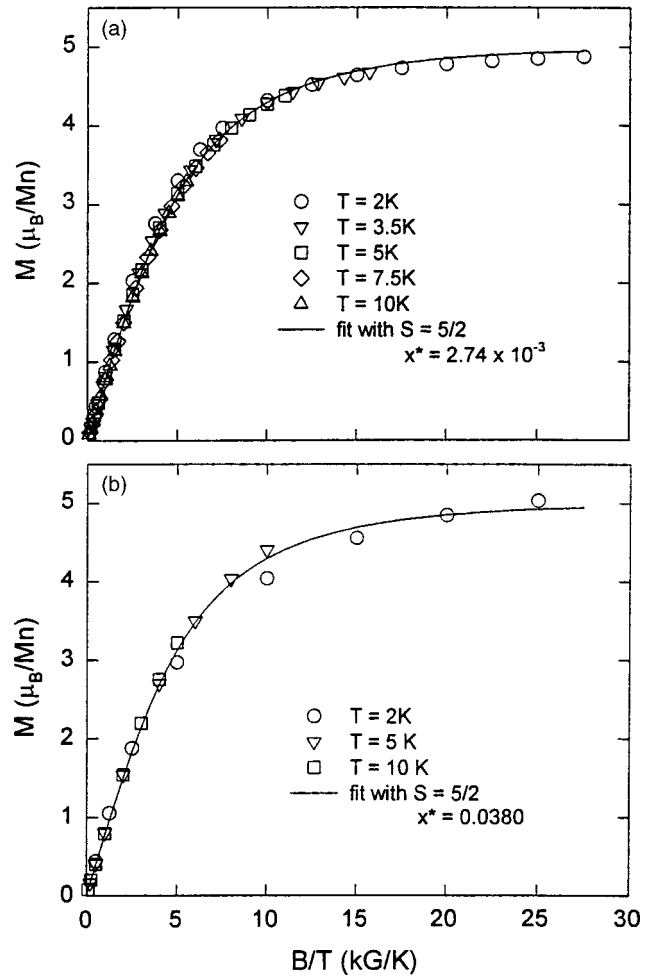 (a)
5
4
3
2
1
0
M (μB/Mn)
T = 2K
T = 3.5K
T = 5K
T = 7.5K
T = 10K
fit with S = 5/2
x* = 2.74 x 10⁻³
(b)
5
4
3
2
1
0
M (μB/Mn)
T = 2K
T = 5 K
T = 10 K
fit with S = 5/2
x* = 0.0380
0 5 10 15 20 25 30
B/T (kG/K)